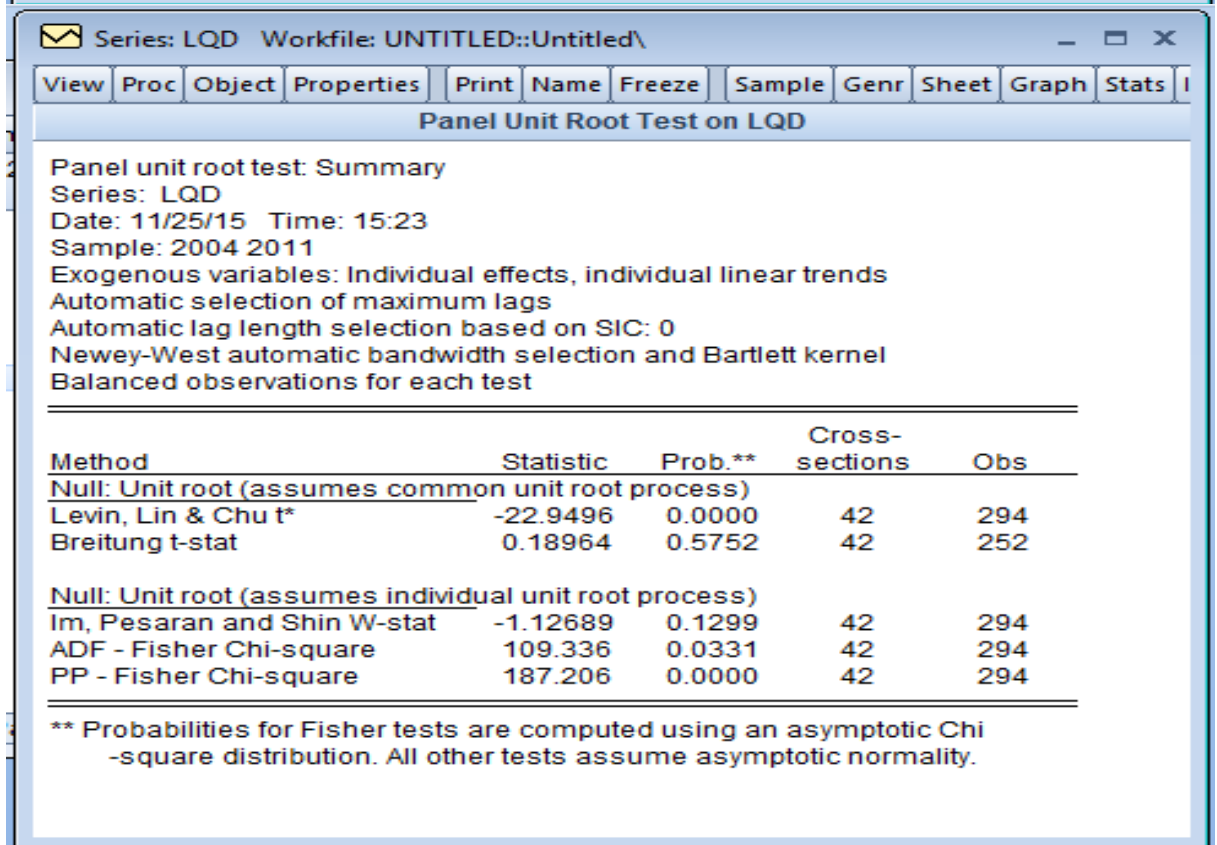 Series: LQD Workfile: UNTITLED::Untitled\
View Proc Object Properties Print Name Freeze Sample Genr Sheet Graph Stats
Panel Unit Root Test on LQD
Panel unit root test: Summary
Series: LQD
Date: 11/25/15 Time: 15:23
Sample: 2004 2011
Exogenous variables: Individual effects, individual linear trends
Automatic selection of maximum lags
Automatic lag length selection based on SIC: 0
Newey-West automatic bandwidth selection and Bartlett kernel
Balanced observations for each test
Cross-
Method Statistic Prob.** sections Obs
Null: Unit root (assumes common unit root process)
Levin, Lin & Chu t* -22.9496 0.0000 42 294
Breitung t-stat 0.18964 0.5752 42 252
Null: Unit root (assumes individual unit root process)
Im, Pesaran and Shin W-stat -1.12689 0.1299 42 294
ADF - Fisher Chi-square 109.336 0.0331 42 294
PP - Fisher Chi-square 187.206 0.0000 42 294
** Probabilities for Fisher tests are computed using an asymptotic Chi
-square distribution. All other tests assume asymptotic normality.